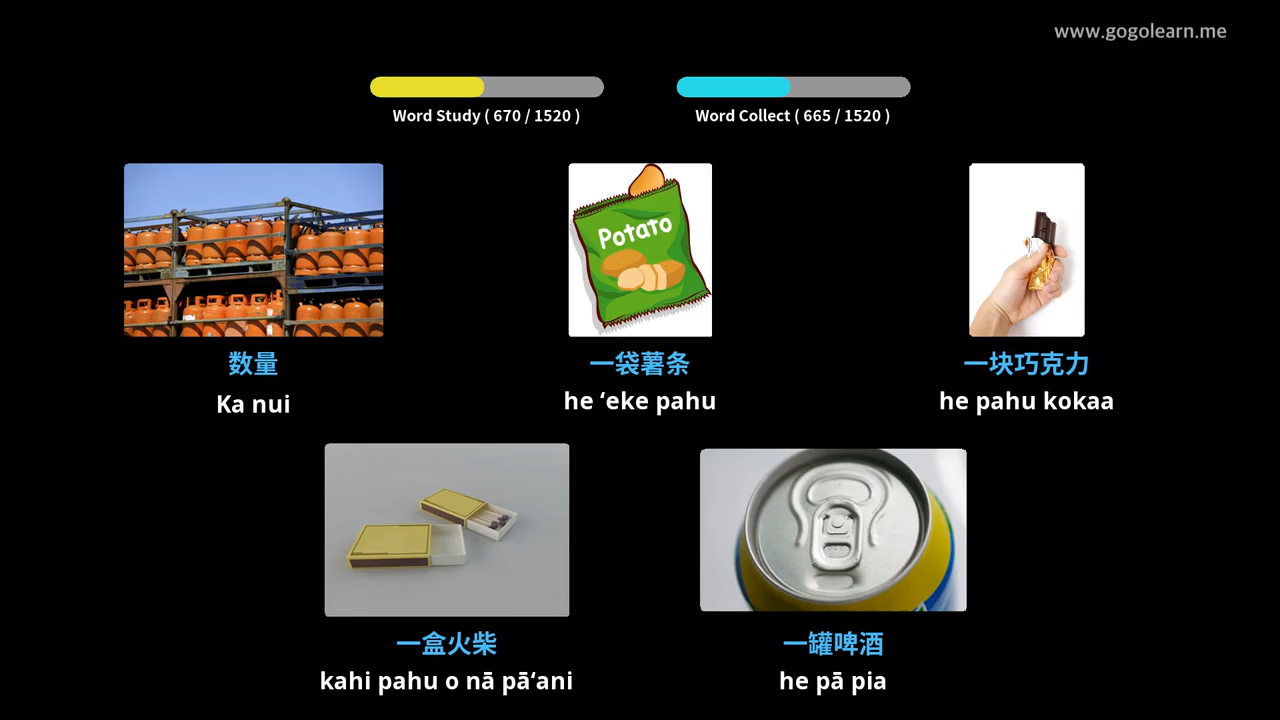 www.gogolearn.me
Word Study ( 670 / 1520 )
Word Collect ( 665 / 1520 )
Potato
数量
Ka nui
一袋薯条
he ʻeke pahu
一块巧克力
he pahu kokaa
一盒火柴
kahi pahu o nā pāʻani
一罐啤酒
he pā pia